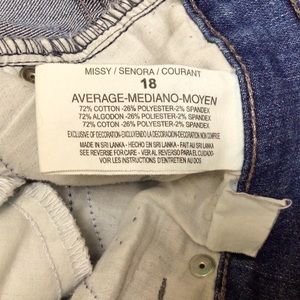 MISSY / SENORA / COURANT
18
AVERAGE-MEDIANO-MOYEN
72% COTTON -26% POLYESTER-2% SPANDEX
72% ALGODON -26% POLYESTER-2% SPANDEX
72% COTON -26% POLYESTER-2% SPANDEX
EXCLUSIVE OF DECORATION-EXCLUYENDO LA DECORACION-DECORATION NON COMPRISE
MADE IN SRI LANKA - HECHO EN SRI LANKA - FAIT AU SRI LANKA
SEE REVERSE FOR CARE - VER AL REVERSO PARA EL CUIDADO-
VOIR LES INSTRUCTIONS D'ENTRETIEN AU DOS